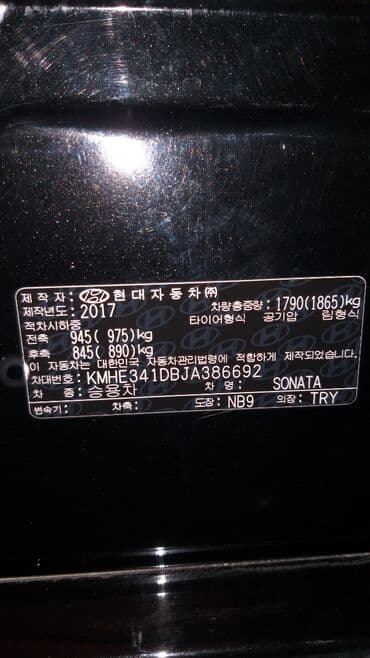 제 작 자 : 현대자동차㈜
제작년도 : 2017 차량총중량 : 1790(1865)kg
적차시하중 타이어형식 공기압 림형식
전축 945( 975)kg
후축 845( 890)kg
이 자동차는 대한민국 자동차관리법령에 적합하게 제작되었습니다.
차대번호 : KMHE341DBJA386692
차 종 : 승용차 차 명 : SONATA
변속기 : 차축 : 도장 : NB9 의장 : TRY